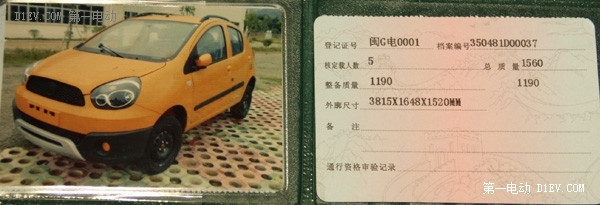 D1EV.COM 第一电动
登记证号 闽G电0001 档案编号 350481D00037
核定载人数 5 总 质量 1560
整备质量 1190 1190
外廓尺寸 3815X1648X1520MM
备 注
通行资格审验记录
第一电动 D1EV.COM